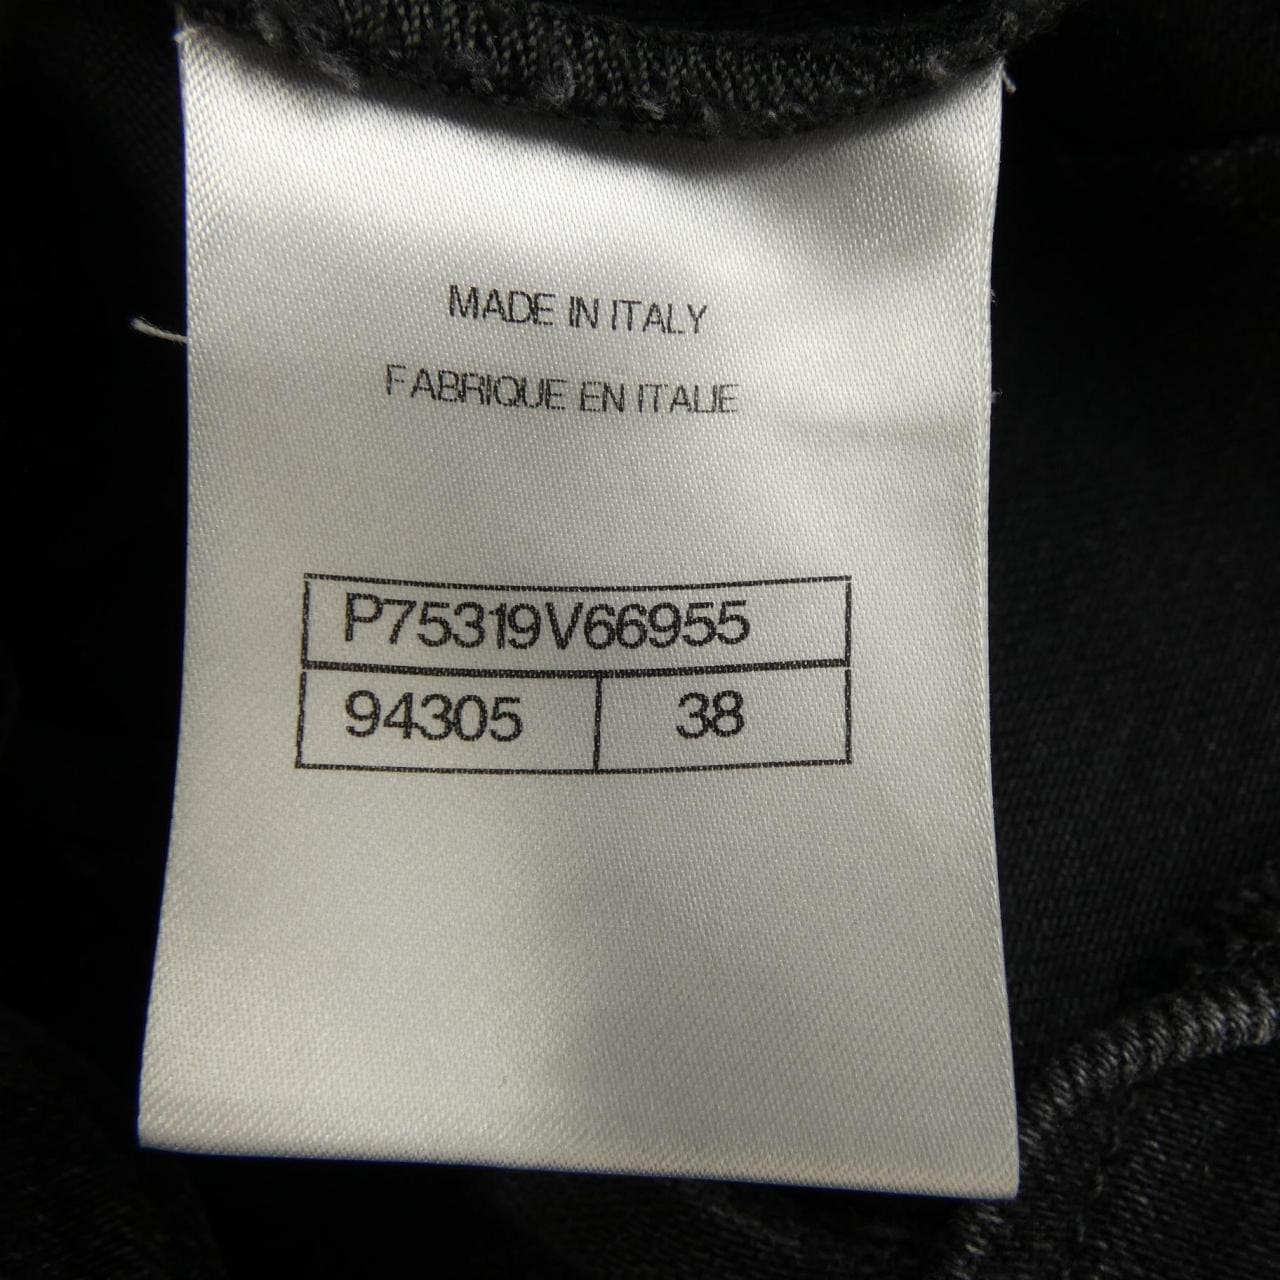 MADE IN ITALY
FABRIQUE EN ITALIE
P75319V66955
94305 38